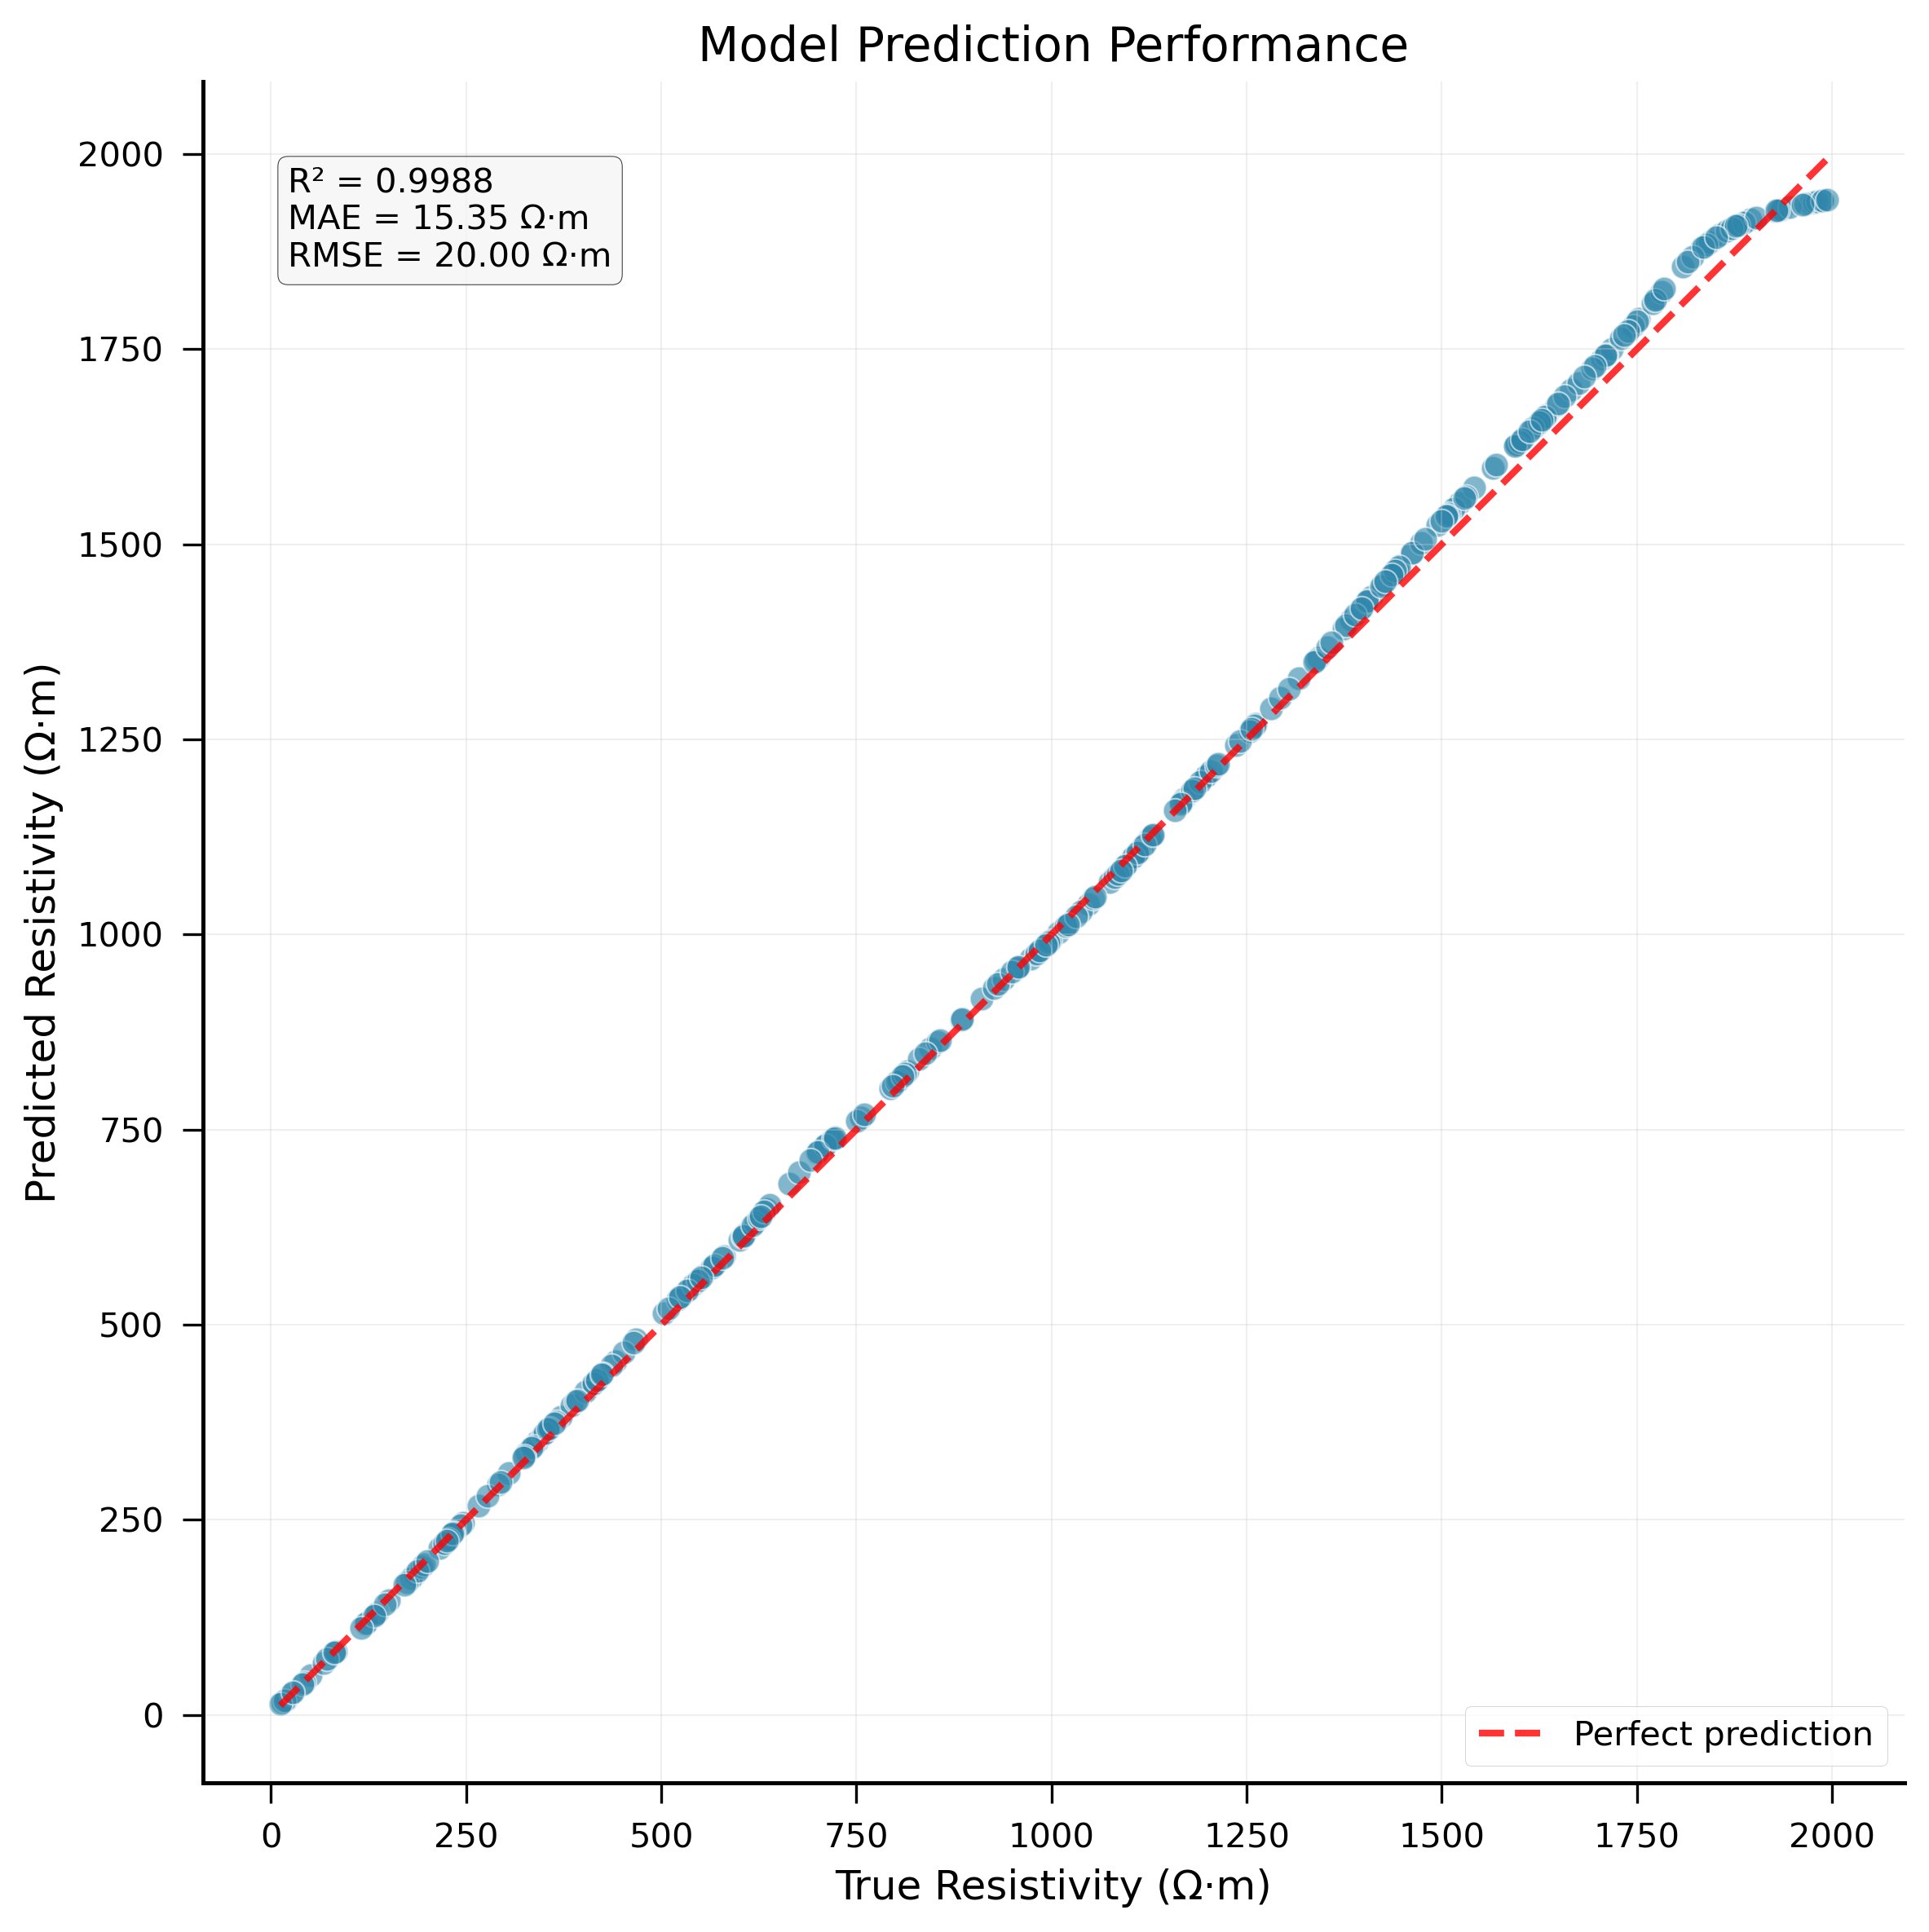 Model Prediction Performance
R² = 0.9988
MAE = 15.35 Ω·m
RMSE = 20.00 Ω·m
2000
1750
1500
1250
1000
750
500
250
0
Predicted Resistivity (Ω·m)
Perfect prediction
0 250 500 750 1000 1250 1500 1750 2000
True Resistivity (Ω·m)